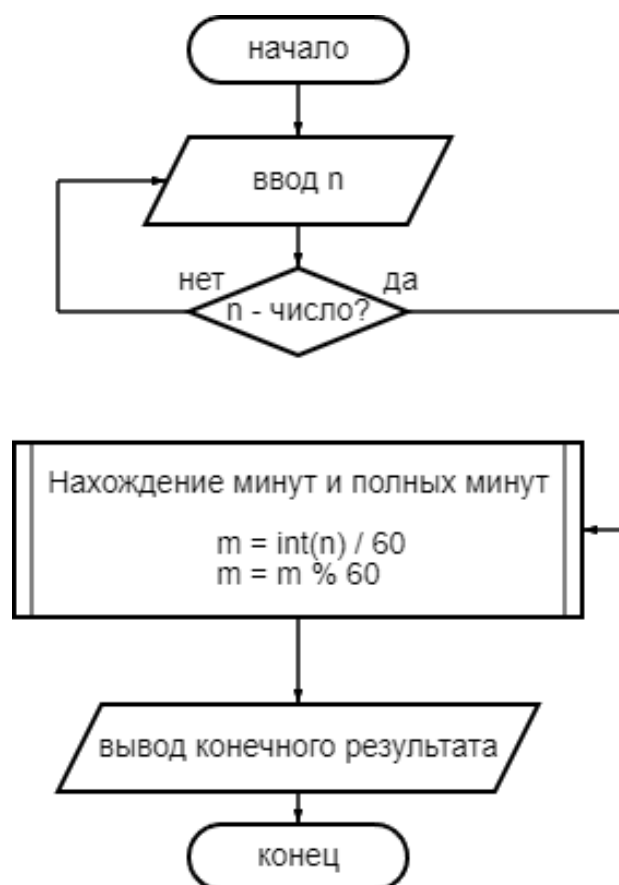 начало
ввод n
нет
да
n - число?
Нахождение минут и полных минут
m = int(n) / 60
m = m % 60
вывод конечного результата
конец